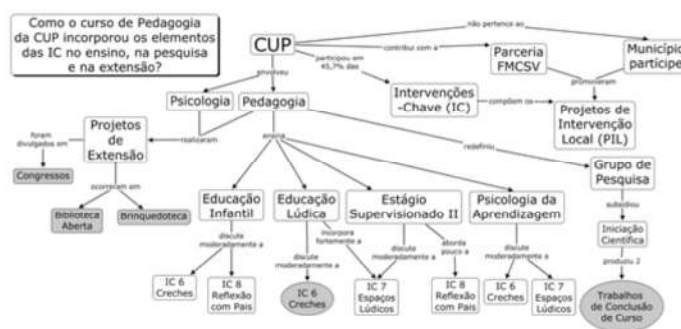 Como o curso de Pedagogia
da CUP incorporou os elementos
das IC no ensino, na pesquisa
e na extensão?
CUP
não pertence ao
contribui com a
participou em
45,7% das
envolveu
Parceria
FMCSV
Município
partícipe
promoveram
Psicologia
Pedagogia
Intervenções
-Chave (IC)
compõem os
Projetos de
Intervenção
Local (PIL)
foram
divulgados em
Projetos
de
Extensão
realizaram
ensina
redefiniu
Congressos
Grupo de
Pesquisa
ocorreram em
Biblioteca
Aberta
Brinquedoteca
Educação
Infantil
Educação
Lúdica
Estágio
Supervisionado II
Psicologia da
Aprendizagem
subsidiou
Iniciação
Científica
discute
moderadamente a
discute
moderadamente a
incorpora
fortemente a
discute
moderadamente a
aborda
pouco a
discute
moderadamente a
produziu 2
IC 6
Creches
IC 8
Reflexão
com Pais
IC 6
Creches
IC 7
Espaços
Lúdicos
IC 8
Reflexão
com Pais
IC 6
Creches
IC 7
Espaços
Lúdicos
Trabalhos
de Conclusão
de Curso